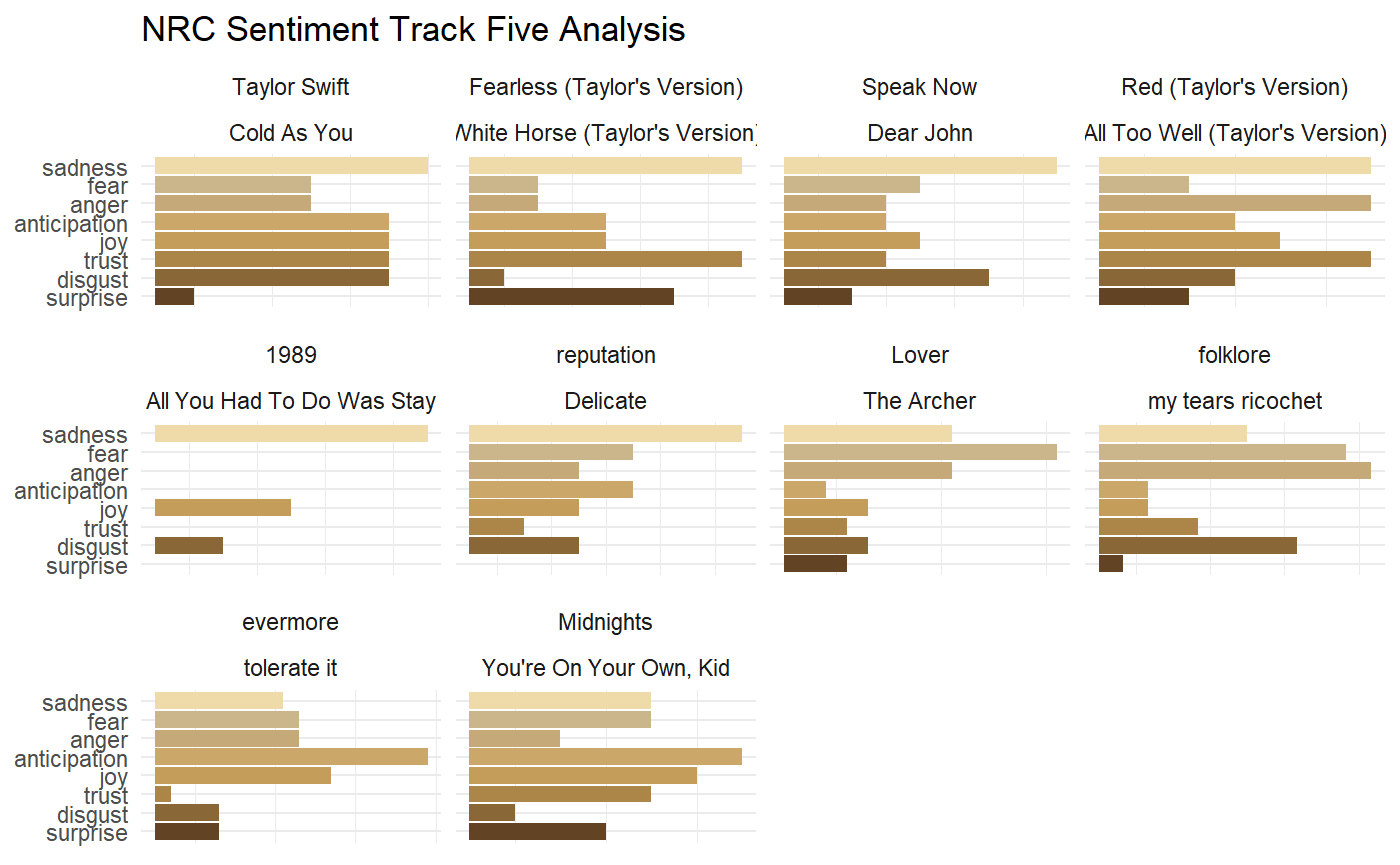 NRC Sentiment Track Five Analysis
Taylor Swift
Fearless (Taylor's Version)
Speak Now
Red (Taylor's Version)
Cold As You
White Horse (Taylor's Version)
Dear John
All Too Well (Taylor's Version)
sadness
fear
anger
anticipation
joy
trust
disgust
surprise
1989
reputation
Lover
folklore
All You Had To Do Was Stay
Delicate
The Archer
my tears ricochet
sadness
fear
anger
anticipation
joy
trust
disgust
surprise
evermore
Midnights
tolerate it
You're On Your Own, Kid
sadness
fear
anger
anticipation
joy
trust
disgust
surprise